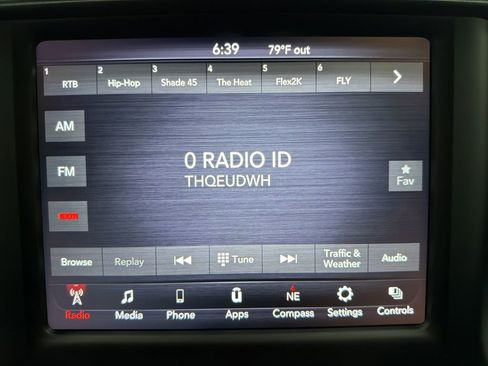 6:39 79°F out
1 RTB 2 Hip-Hop 3 Shade 45 4 The Heat 5 Flex2K 6 FLY
AM
0 RADIO ID
THQEUDWH
FM
Fav
SXM
Browse Replay Tune Traffic & Weather Audio
Radio Media Phone Apps NE Compass Settings Controls